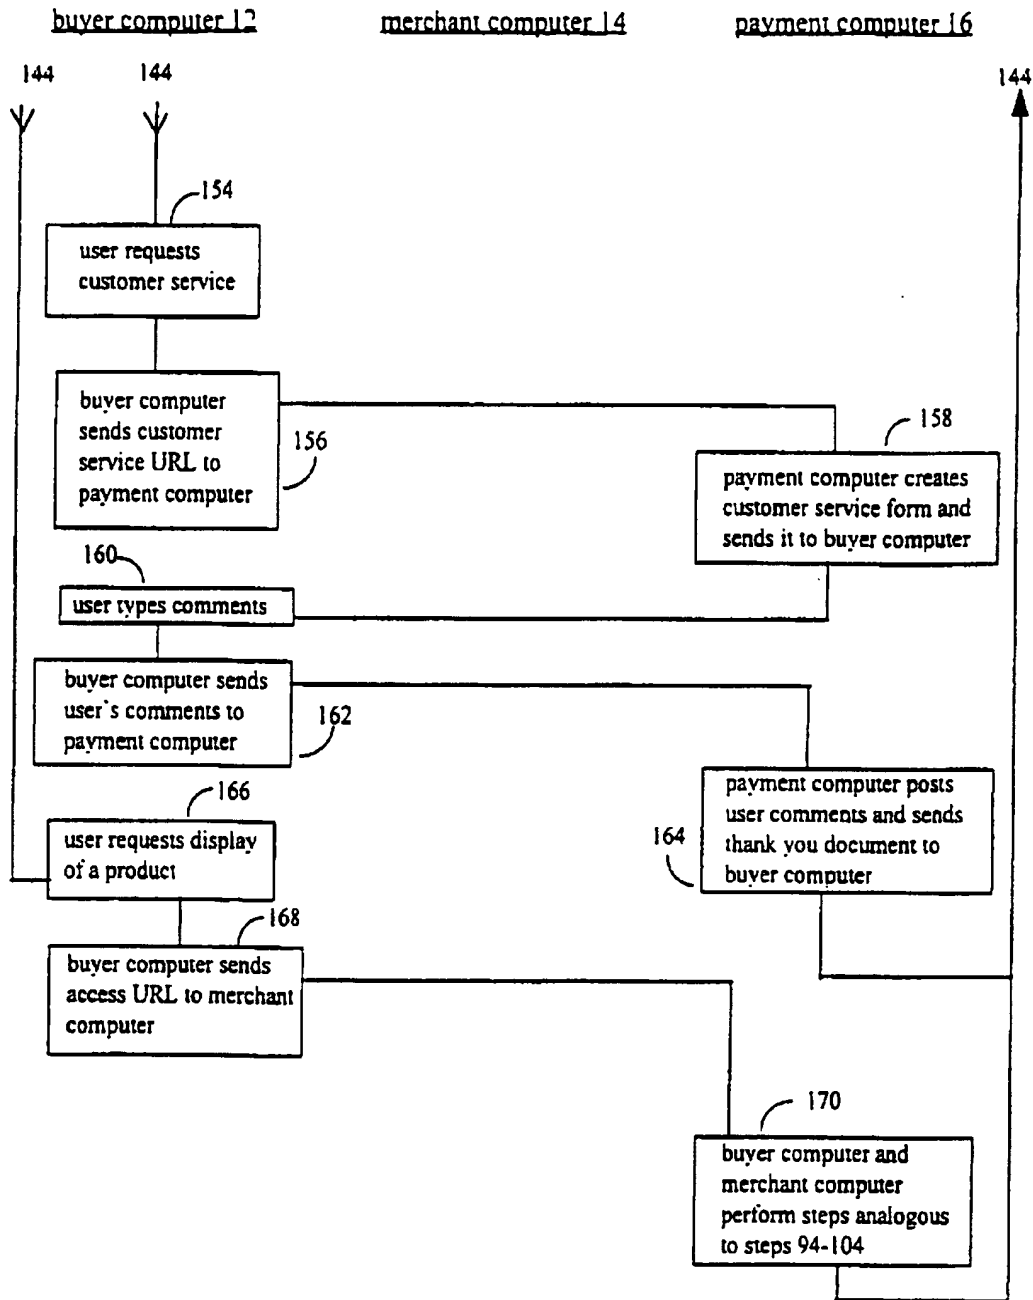 buyer computer 12
merchant computer 14
payment computer 16
144
144
144
154
user requests
customer service
buyer computer
sends customer
service URL to
payment computer
156
158
payment computer creates
customer service form and
sends it to buyer computer
160
user types comments
buyer computer sends
user's comments to
payment computer
162
payment computer posts
user comments and sends
thank you document to
buyer computer
164
166
user requests display
of a product
168
buyer computer sends
access URL to merchant
computer
170
buyer computer and
merchant computer
perform steps analogous
to steps 94-104